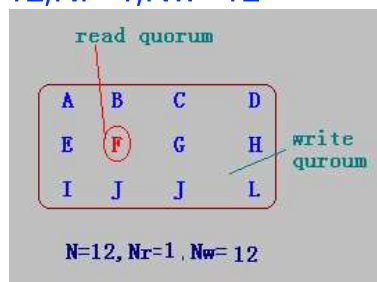 read quorum
A B C D
E F G H
I J J L
write
quroum
N=12, Nr=1, Nw= 12